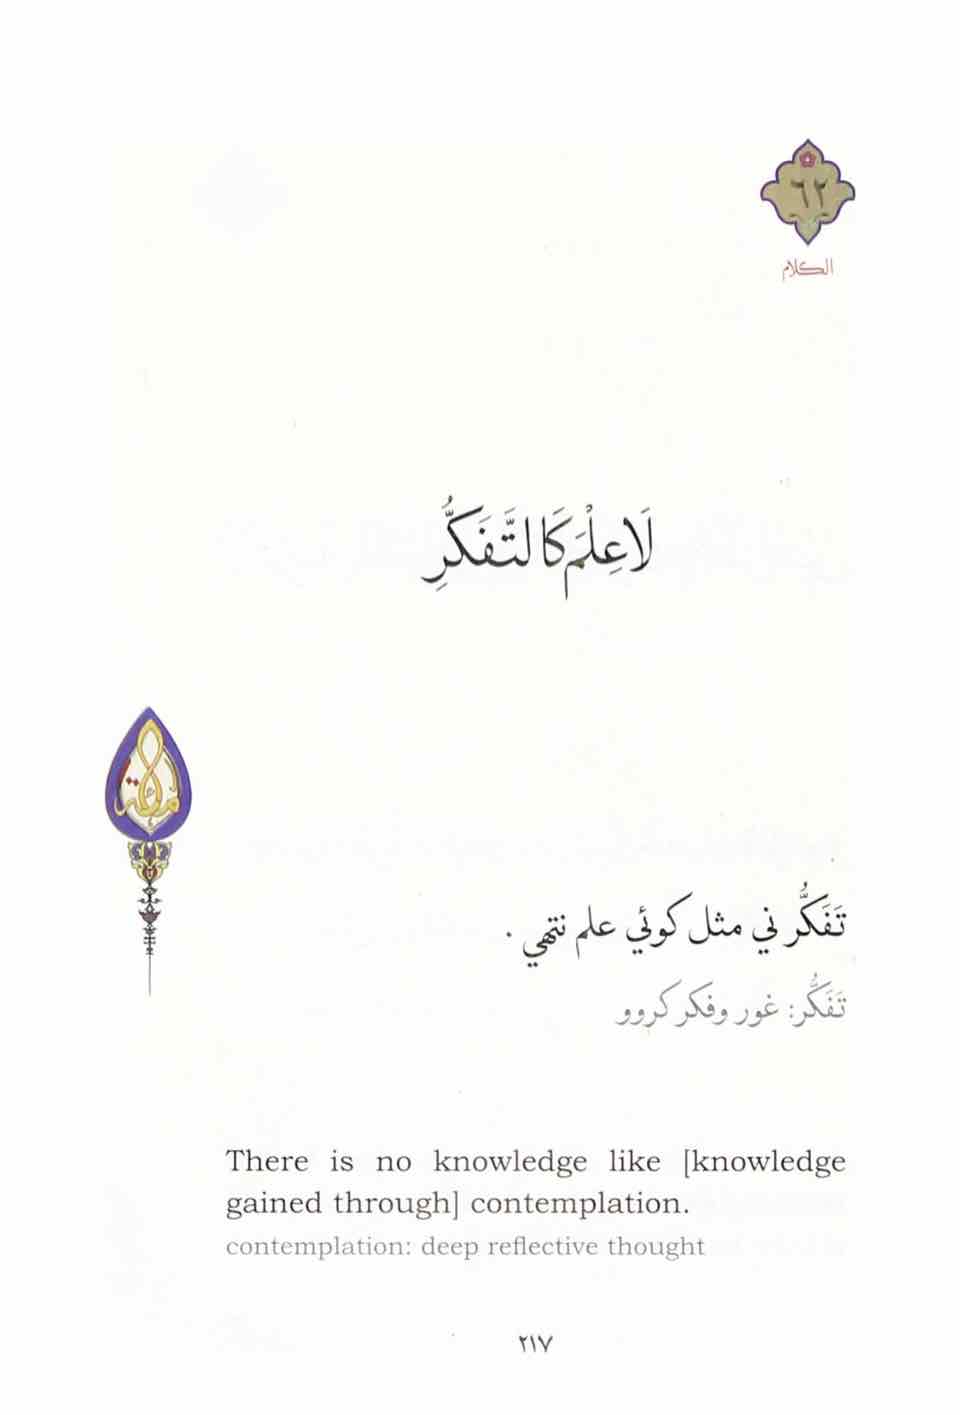 ٦٢
الكلام
لَا عِلْمَ كَالتَّفَكُّرِ
تَفَكُّر ني مثل كوئي علم نتهي .
تَفَكُّر: غور وفكر كروو
There is no knowledge like [knowledge
gained through] contemplation.
contemplation: deep reflective thought
٢١٧